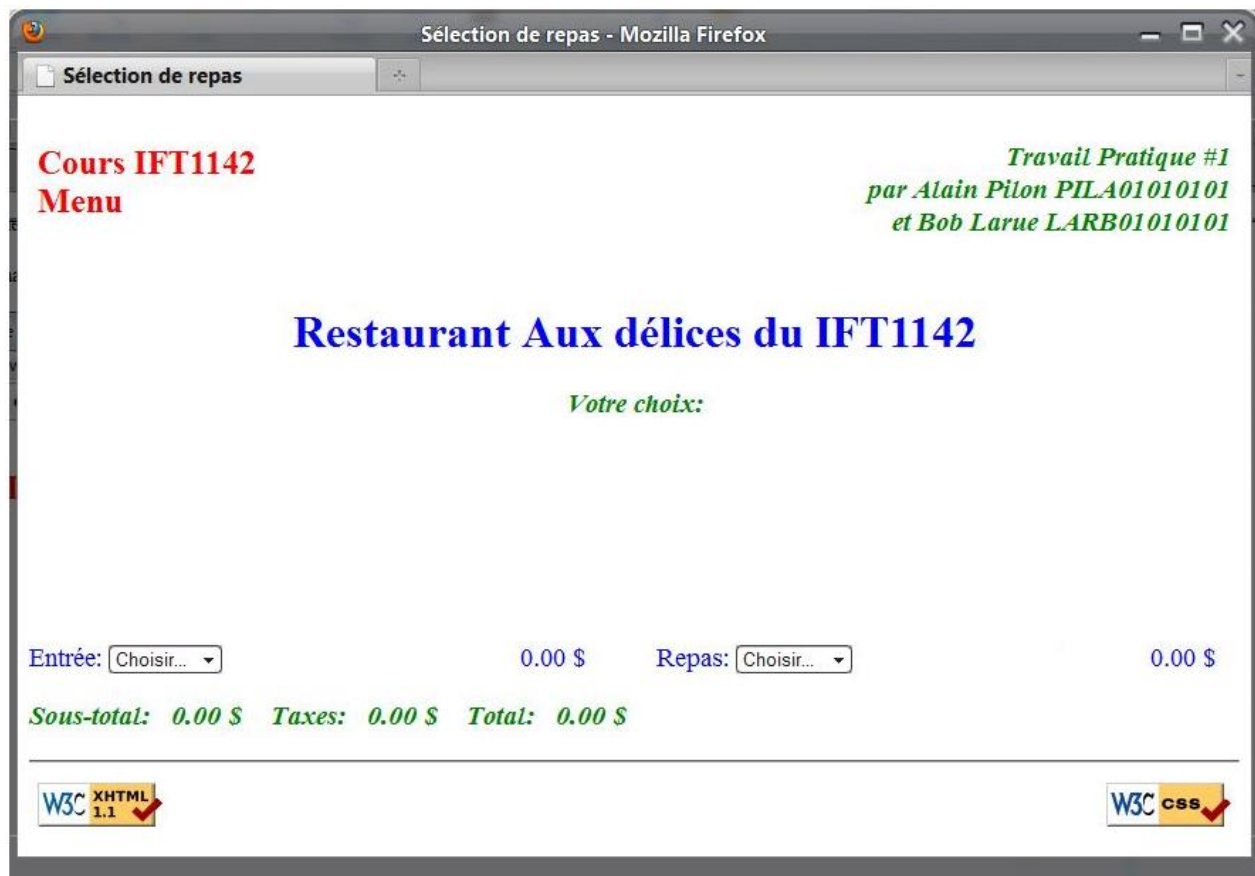 Sélection de repas - Mozilla Firefox
Sélection de repas
Cours IFT1142
Menu
Travail Pratique #1
par Alain Pilon PILA01010101
et Bob Larue LARB01010101
Restaurant Aux délices du IFT1142
Votre choix:
Entrée: Choisir... 0.00 $ Repas: Choisir... 0.00 $
Sous-total: 0.00 $ Taxes: 0.00 $ Total: 0.00 $
W3C XHTML 1.1
W3C css